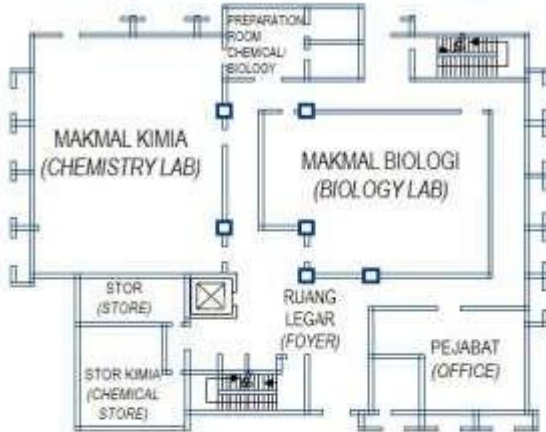 PREPARATION
ROOM
CHEMICAL/
BIOLOGY
MAKMAL KIMIA
(CHEMISTRY LAB)
MAKMAL BIOLOGI
(BIOLOGY LAB)
STOR
(STORE)
RUANG
LEGAR
(FOYER)
STOR KIMIA
(CHEMICAL
STORE)
PEJABAT
(OFFICE)